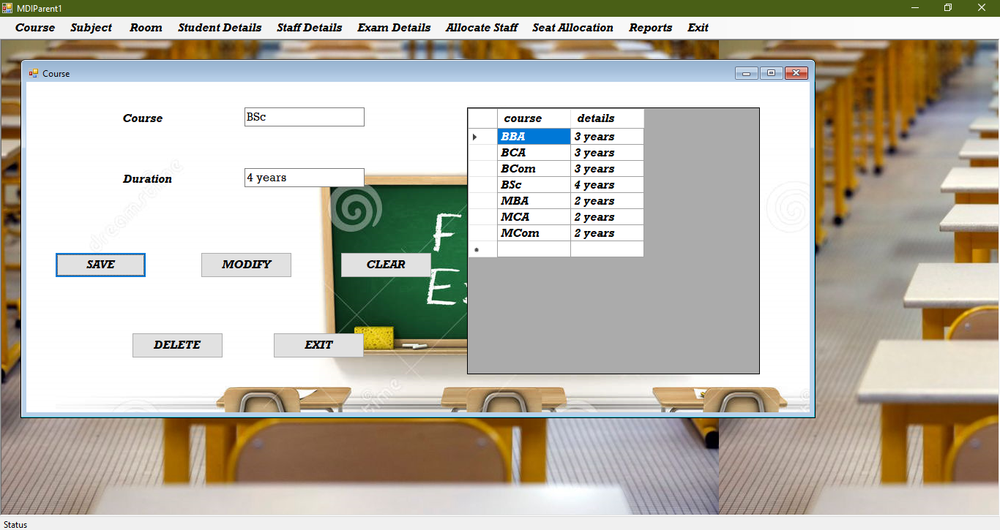 MDIParent1
Course Subject Room Student Details Staff Details Exam Details Allocate Staff Seat Allocation Reports Exit
Course
Course BSc
Duration 4 years
SAVE MODIFY CLEAR
DELETE EXIT
course details
BBA 3 years
BCA 3 years
BCom 3 years
BSc 4 years
MBA 2 years
MCA 2 years
MCom 2 years
F
E
dreamstime
Status